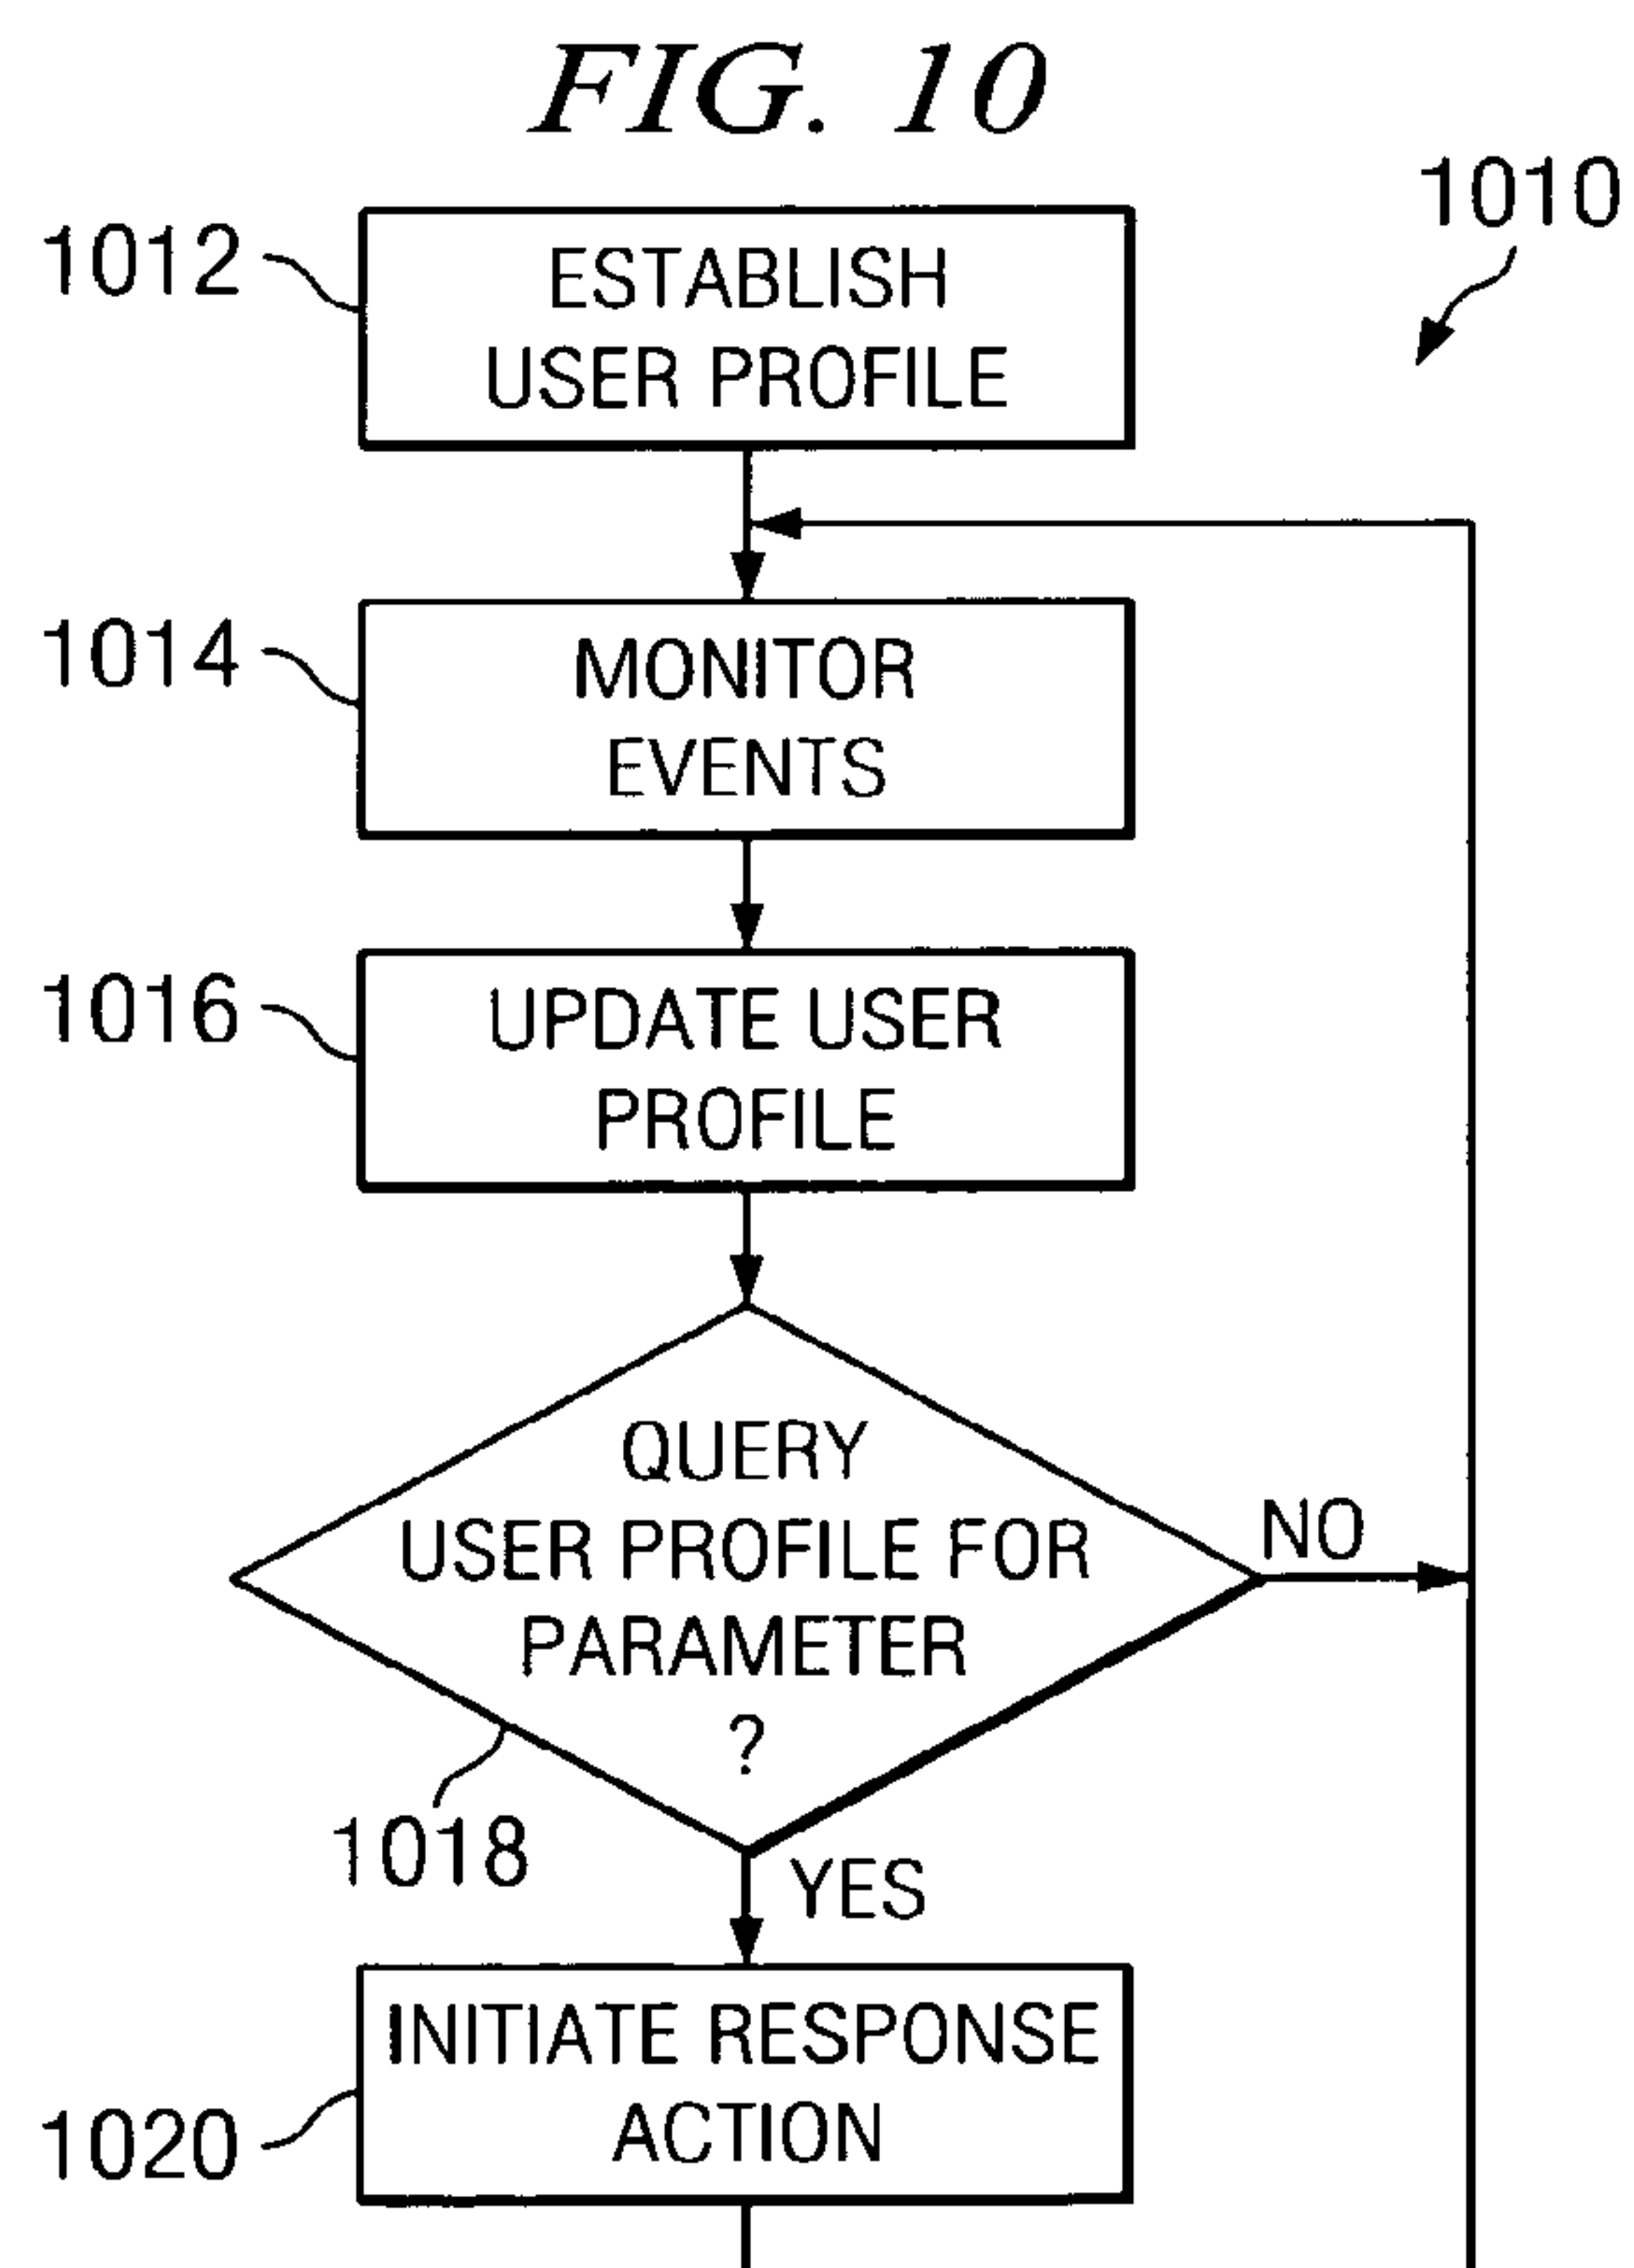 FIG. 10
1010
1012
ESTABLISH
USER PROFILE
1014
MONITOR
EVENTS
1016
UPDATE USER
PROFILE
QUERY
USER PROFILE FOR
PARAMETER
?
NO
1018
YES
INITIATE RESPONSE
ACTION
1020